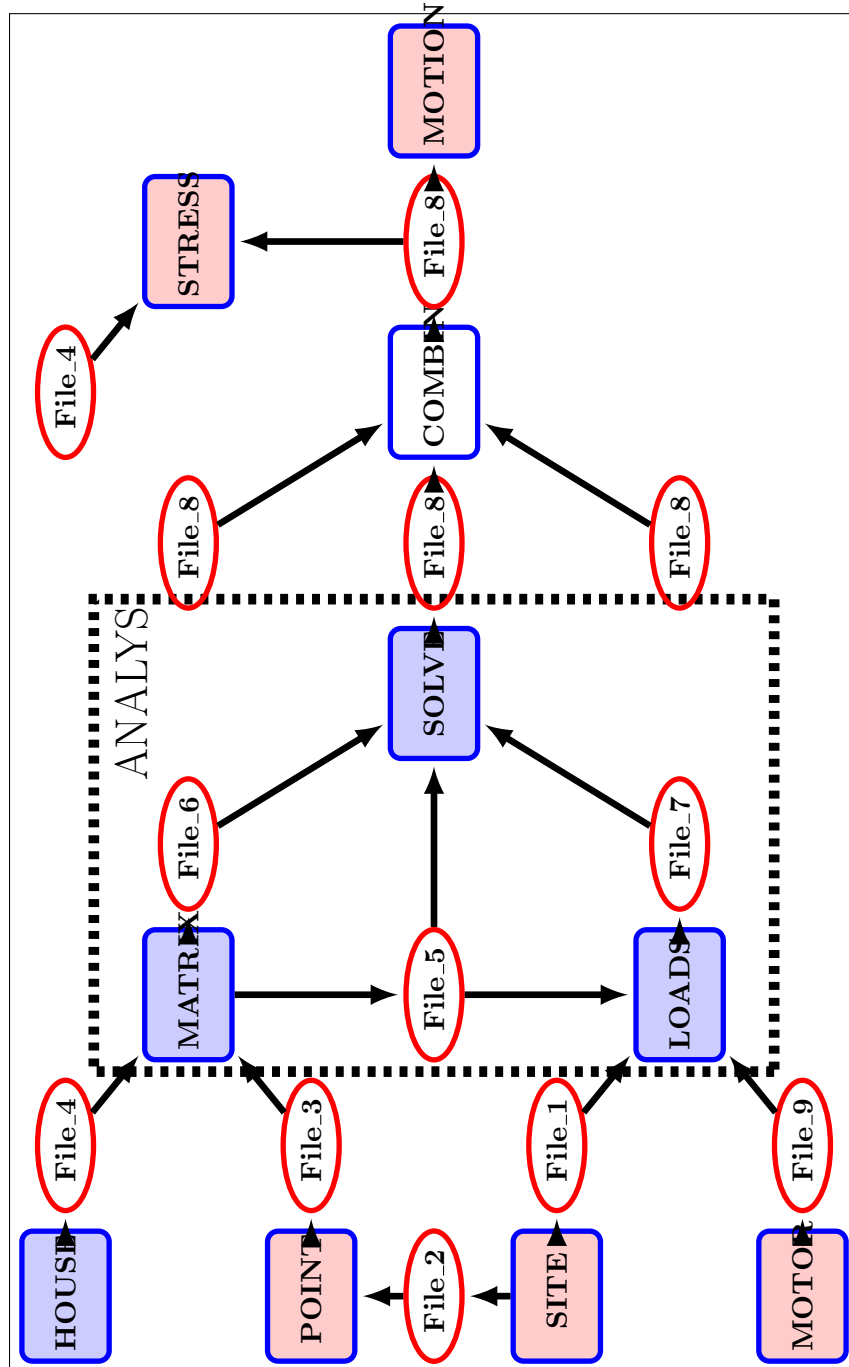 HOUSE
File_4
File_4
ANALYS
MATRIX
File_6
File_8
STRESS
POINT
File_3
File_2
File_5
SOLVE
File_8
COMBIN
File_8
MOTION
SITE
File_1
LOADS
File_7
File_8
MOTOR
File_9